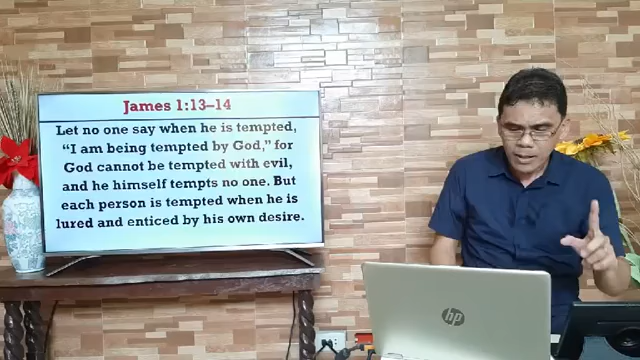 James 1:13–14
Let no one say when he is tempted,
“I am being tempted by God,” for
God cannot be tempted with evil,
and he himself tempts no one. But
each person is tempted when he is
lured and enticed by his own desire.
hp